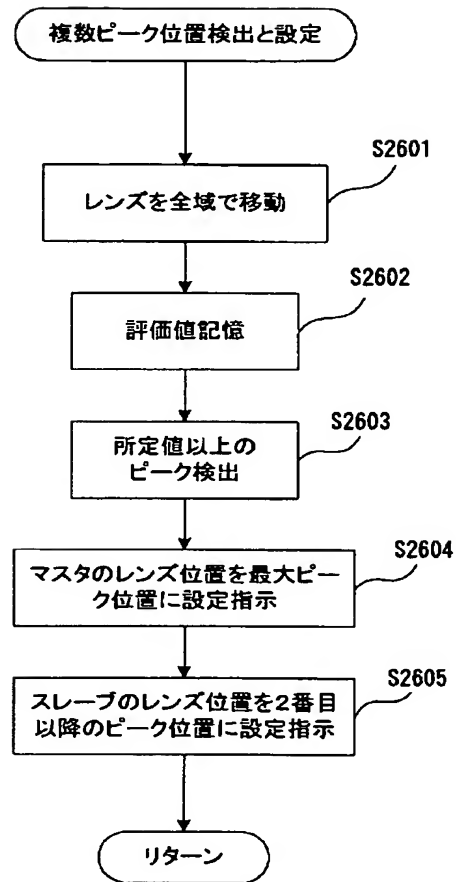 複数ピーク位置検出と設定
S2601
レンズを全域で移動
S2602
評価値記憶
S2603
所定値以上の
ピーク検出
S2604
マスタのレンズ位置を最大ピー
ク位置に設定指示
S2605
スレーブのレンズ位置を2番目
以降のピーク位置に設定指示
リターン